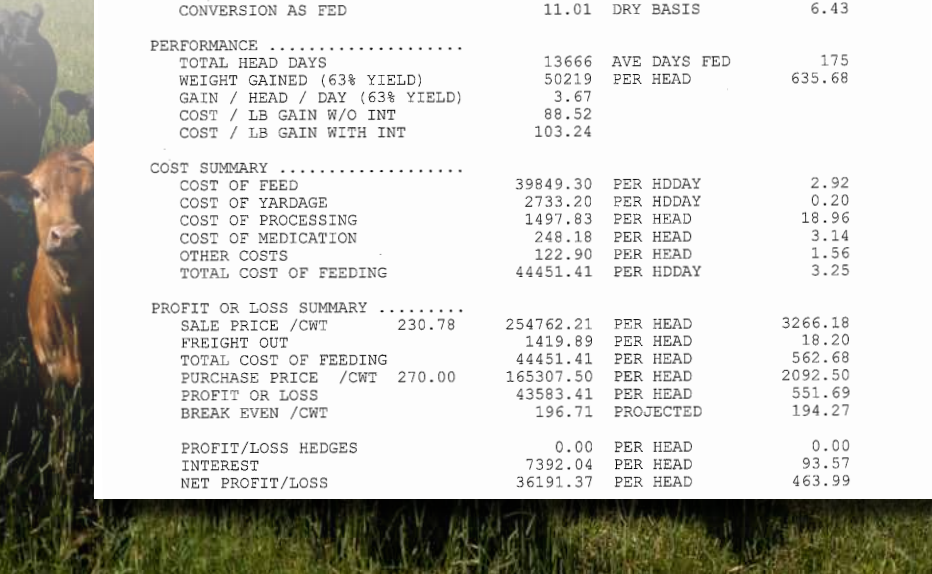 CONVERSION AS FED 11.01 DRY BASIS 6.43
PERFORMANCE ....................
TOTAL HEAD DAYS 13666 AVE DAYS FED 175
WEIGHT GAINED (63% YIELD) 50219 PER HEAD 635.68
GAIN / HEAD / DAY (63% YIELD) 3.67
COST / LB GAIN W/O INT 88.52
COST / LB GAIN WITH INT 103.24
COST SUMMARY ...................
COST OF FEED 39849.30 PER HDDAY 2.92
COST OF YARDAGE 2733.20 PER HDDAY 0.20
COST OF PROCESSING 1497.83 PER HEAD 18.96
COST OF MEDICATION 248.18 PER HEAD 3.14
OTHER COSTS 122.90 PER HEAD 1.56
TOTAL COST OF FEEDING 44451.41 PER HDDAY 3.25
PROFIT OR LOSS SUMMARY .........
SALE PRICE /CWT 230.78 254762.21 PER HEAD 3266.18
FREIGHT OUT 1419.89 PER HEAD 18.20
TOTAL COST OF FEEDING 44451.41 PER HEAD 562.68
PURCHASE PRICE /CWT 270.00 165307.50 PER HEAD 2092.50
PROFIT OR LOSS 43583.41 PER HEAD 551.69
BREAK EVEN /CWT 196.71 PROJECTED 194.27
PROFIT/LOSS HEDGES 0.00 PER HEAD 0.00
INTEREST 7392.04 PER HEAD 93.57
NET PROFIT/LOSS 36191.37 PER HEAD 463.99